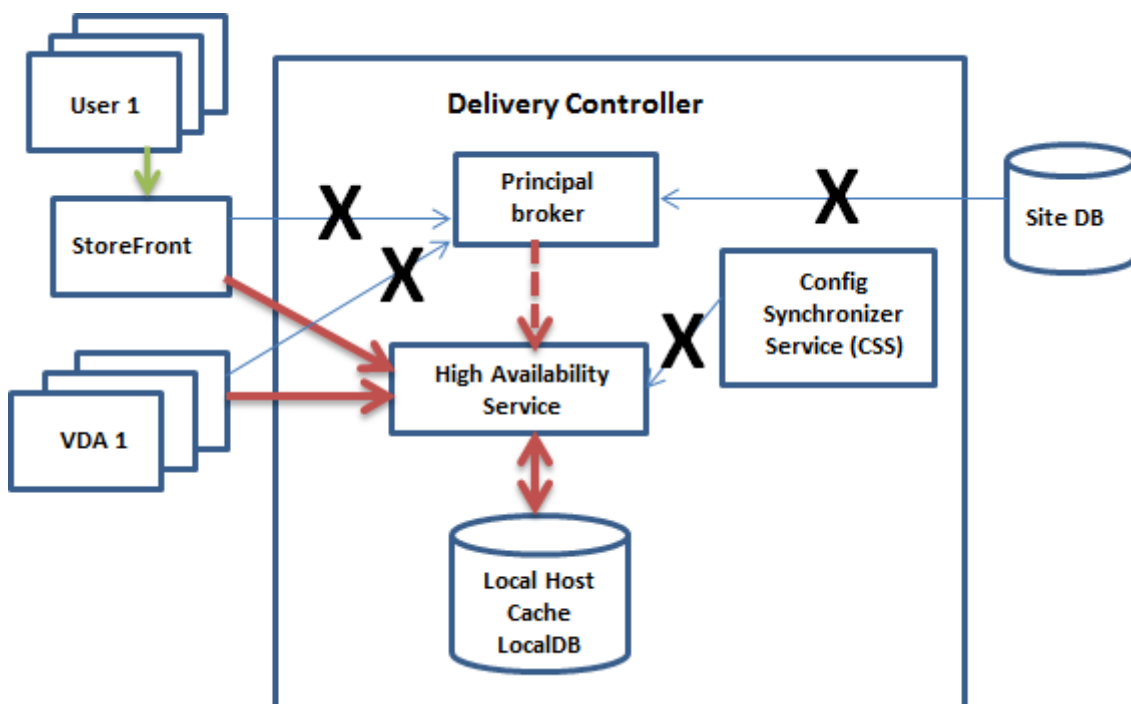 User 1
Delivery Controller
Principal
broker
X
X
Site DB
StoreFront
X
Config
Synchronizer
Service (CSS)
X
High Availability
Service
VDA 1
Local Host
Cache
LocalDB